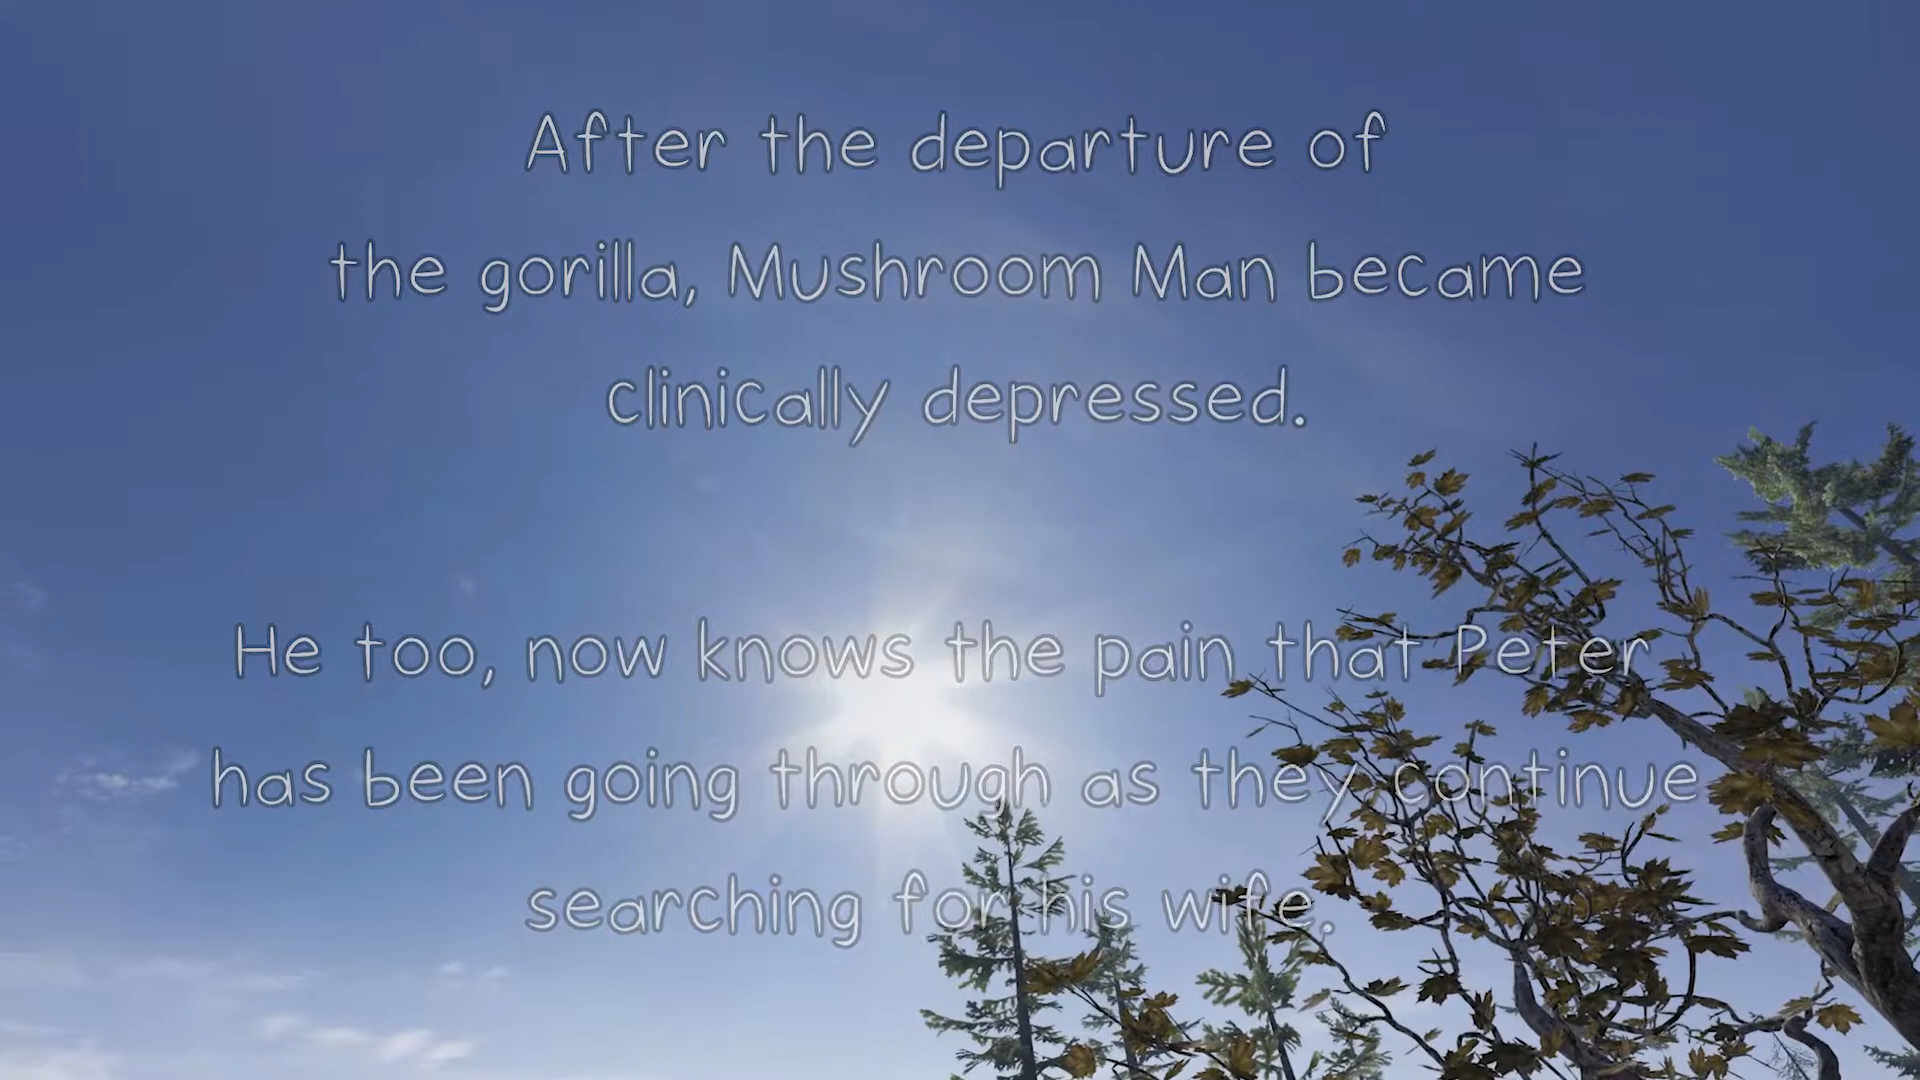 After the departure of
the gorilla, Mushroom Man became
clinically depressed.
He too, now knows the pain that Peter
has been going through as they continue
searching for his wife.